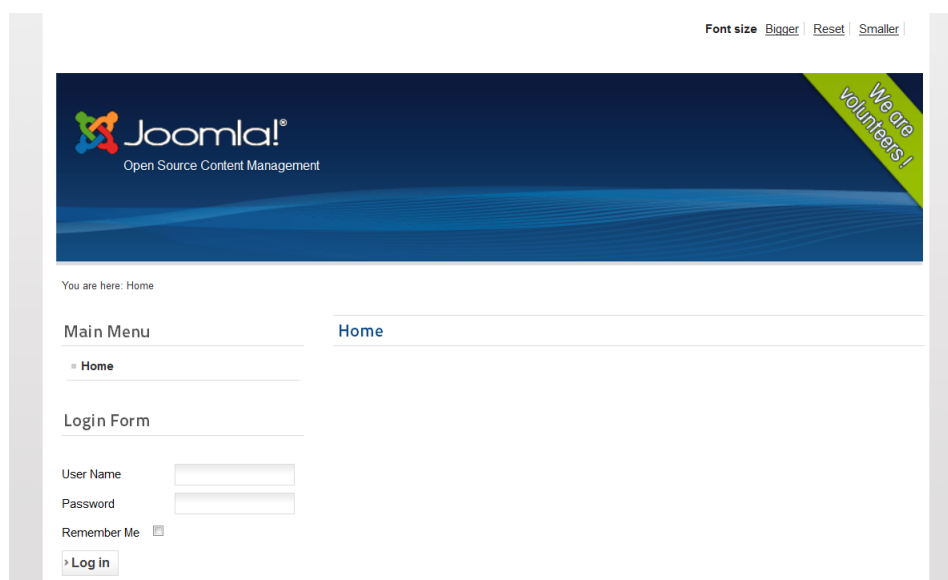 Font size Bigger Reset Smaller
We are
volunteers !
Joomla!®
Open Source Content Management
You are here: Home
Main Menu
Home
Home
Login Form
User Name
Password
Remember Me
Log in